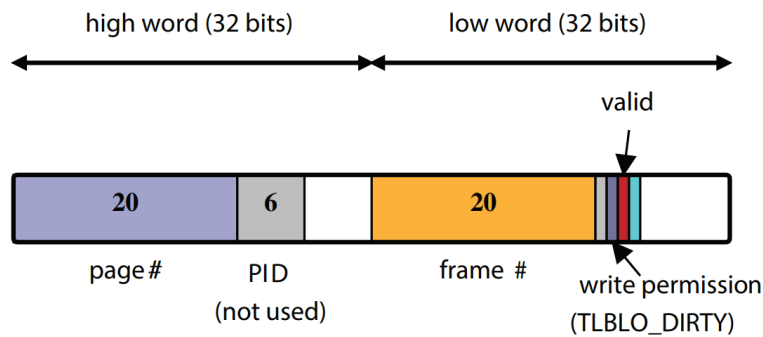 high word (32 bits)
low word (32 bits)
valid
20
6
20
page #
PID
(not used)
frame #
write permission
(TLBLO_DIRTY)